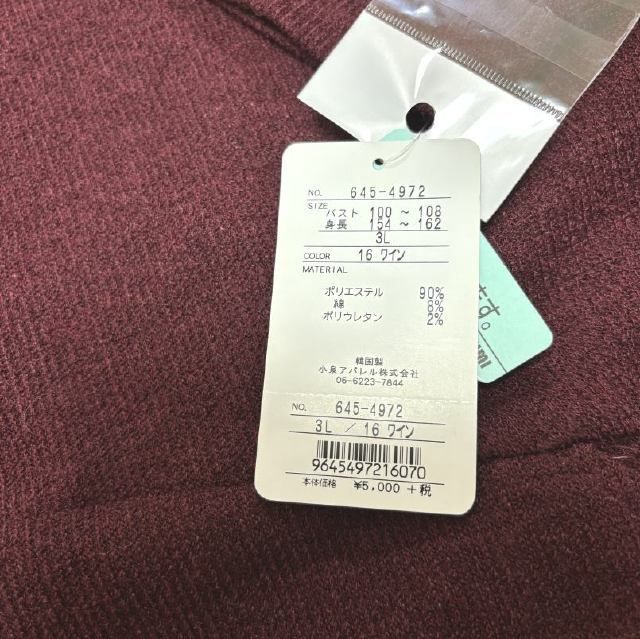 NO. 645-4972
SIZE バスト 100 ~ 108
身長 154 ~ 162
3L
COLOR 16 ワイン
MATERIAL
ポリエステル 90%
綿 8%
ポリウレタン 2%
韓国製
小泉アパレル株式会社
06-6223-7844
NO. 645-4972
3L / 16 ワイン
9645497216070
本体価格 ¥5,000 +税
ます。